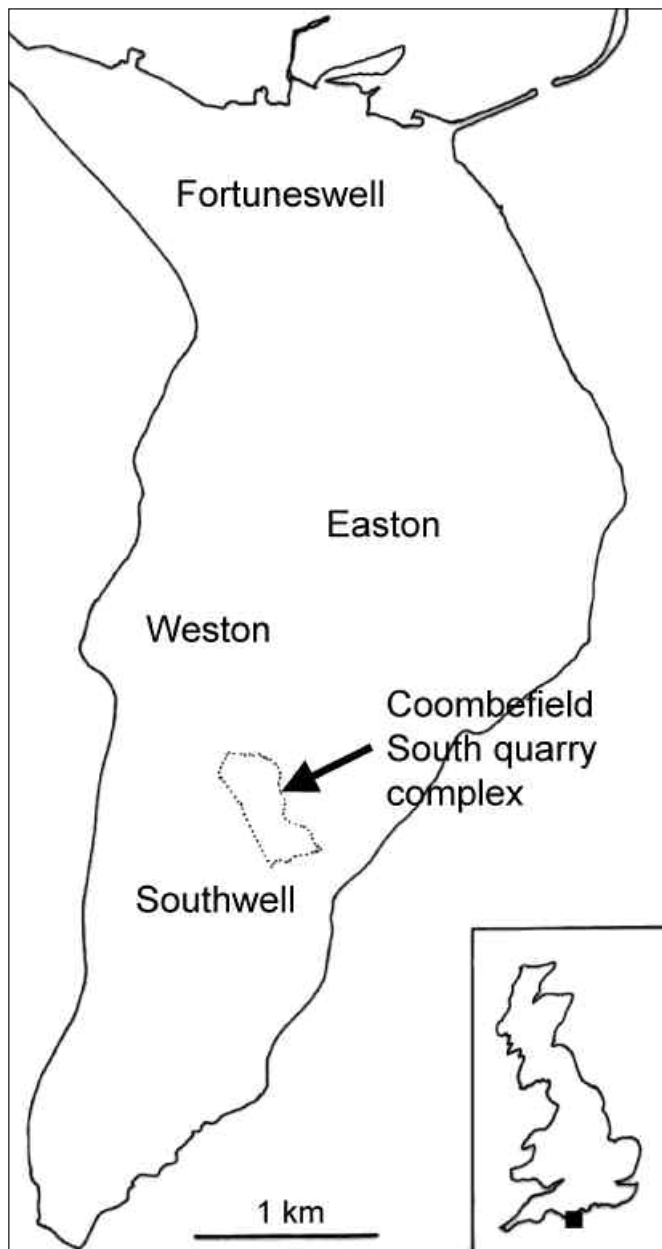 Fortuneswell
Easton
Weston
Coombefield
South quarry
complex
Southwell
1 km